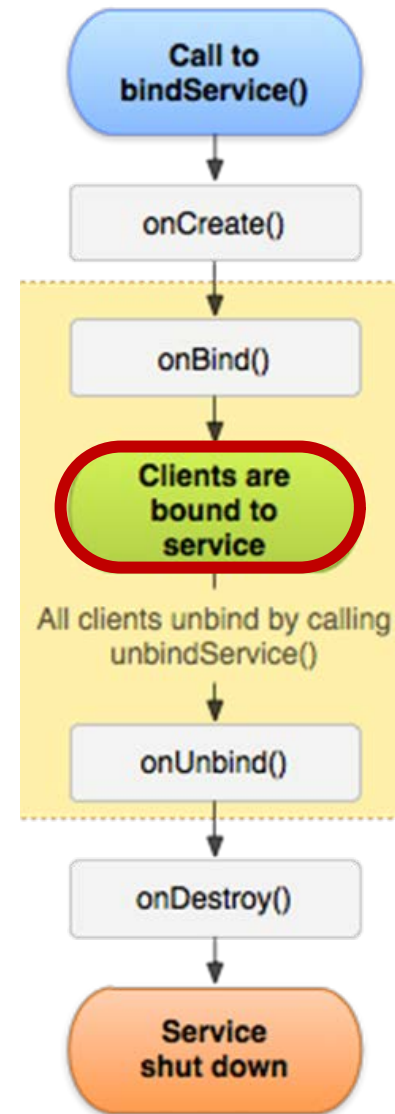 Call to
bindService()
onCreate()
onBind()
Clients are
bound to
service
All clients unbind by calling
unbindService()
onUnbind()
onDestroy()
Service
shut down